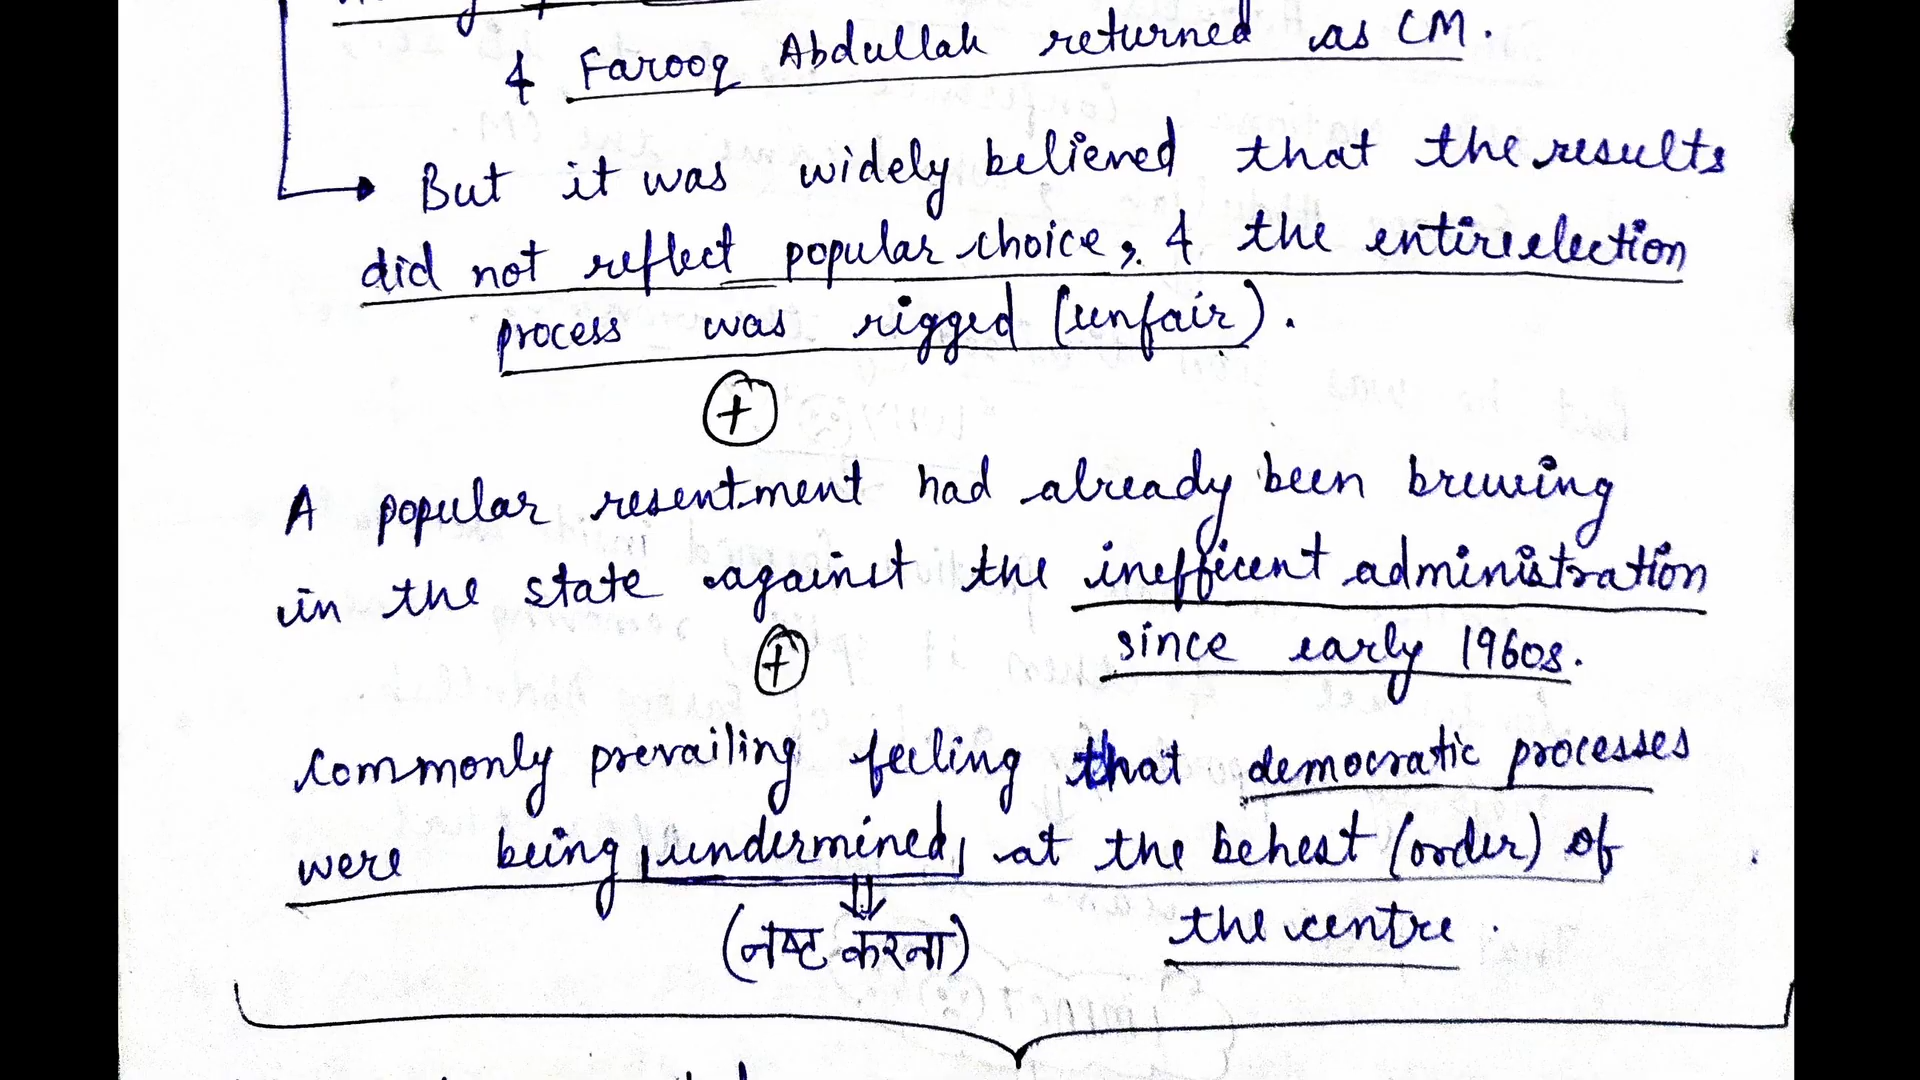 & Farooq Abdullah returned as CM.
But it was widely believed that the results
did not reflect popular choice, & the entire election
process was rigged (unfair).
+
A popular resentment had already been brewing
in the state against the inefficent administration
since early 1960s.
+
Commonly prevailing feeling that democratic processes
were being undermined at the behest (order) of
the centre.
(नष्ट करना)